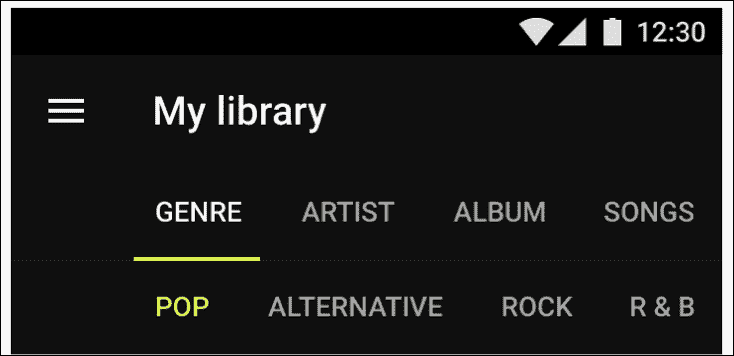 12:30
My library
GENRE ARTIST ALBUM SONGS
POP ALTERNATIVE ROCK R & B